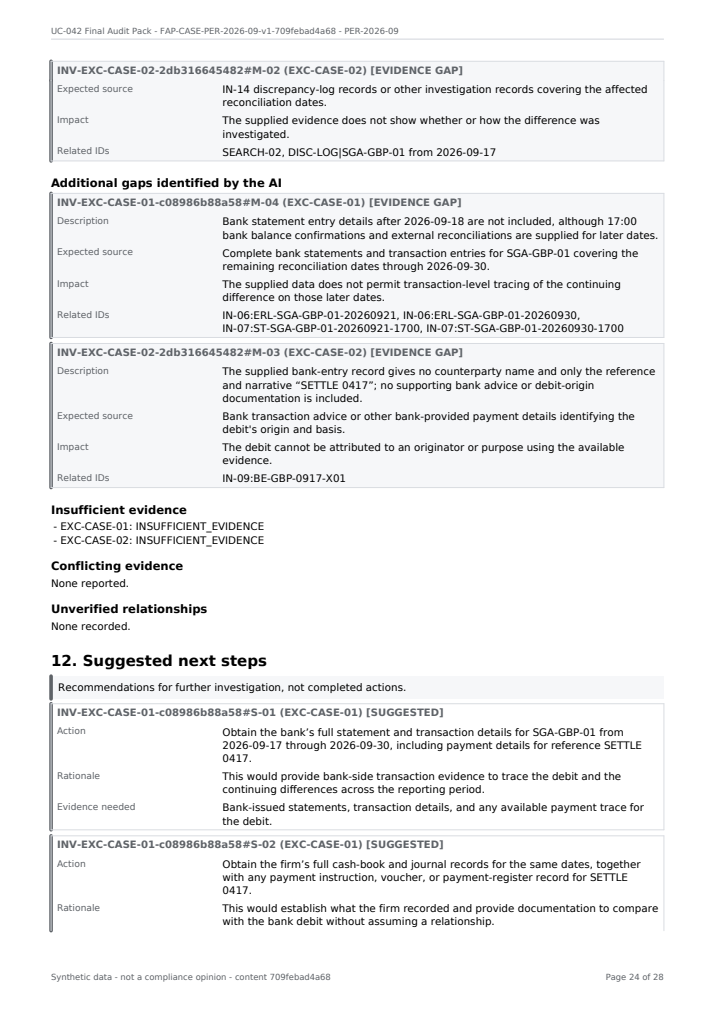 UC-042 Final Audit Pack - FAP-CASE-PER-2026-09-v1-709febad4a68 - PER-2026-09
INV-EXC-CASE-02-2db316645482#M-02 (EXC-CASE-02) [EVIDENCE GAP]
Expected source
IN-14 discrepancy-log records or other investigation records covering the affected
reconciliation dates.
Impact
The supplied evidence does not show whether or how the difference was
investigated.
Related IDs
SEARCH-02, DISC-LOG|SGA-GBP-01 from 2026-09-17
Additional gaps identified by the AI
INV-EXC-CASE-01-c08986b88a58#M-04 (EXC-CASE-01) [EVIDENCE GAP]
Description
Bank statement entry details after 2026-09-18 are not included, although 17:00
bank balance confirmations and external reconciliations are supplied for later dates.
Expected source
Complete bank statements and transaction entries for SGA-GBP-01 covering the
remaining reconciliation dates through 2026-09-30.
Impact
The supplied data does not permit transaction-level tracing of the continuing
difference on those later dates.
Related IDs
IN-06:ERL-SGA-GBP-01-20260921, IN-06:ERL-SGA-GBP-01-20260930,
IN-07:ST-SGA-GBP-01-20260921-1700, IN-07:ST-SGA-GBP-01-20260930-1700
INV-EXC-CASE-02-2db316645482#M-03 (EXC-CASE-02) [EVIDENCE GAP]
Description
The supplied bank-entry record gives no counterparty name and only the reference
and narrative “SETTLE 0417”; no supporting bank advice or debit-origin
documentation is included.
Expected source
Bank transaction advice or other bank-provided payment details identifying the
debit's origin and basis.
Impact
The debit cannot be attributed to an originator or purpose using the available
evidence.
Related IDs
IN-09:BE-GBP-0917-X01
Insufficient evidence
- EXC-CASE-01: INSUFFICIENT_EVIDENCE
- EXC-CASE-02: INSUFFICIENT_EVIDENCE
Conflicting evidence
None reported.
Unverified relationships
None recorded.
12. Suggested next steps
Recommendations for further investigation, not completed actions.
INV-EXC-CASE-01-c08986b88a58#S-01 (EXC-CASE-01) [SUGGESTED]
Action
Obtain the bank’s full statement and transaction details for SGA-GBP-01 from
2026-09-17 through 2026-09-30, including payment details for reference SETTLE
0417.
Rationale
This would provide bank-side transaction evidence to trace the debit and the
continuing differences across the reporting period.
Evidence needed
Bank-issued statements, transaction details, and any available payment trace for
the debit.
INV-EXC-CASE-01-c08986b88a58#S-02 (EXC-CASE-01) [SUGGESTED]
Action
Obtain the firm’s full cash-book and journal records for the same dates, together
with any payment instruction, voucher, or payment-register record for SETTLE
0417.
Rationale
This would establish what the firm recorded and provide documentation to compare
with the bank debit without assuming a relationship.
Synthetic data - not a compliance opinion - content 709febad4a68
Page 24 of 28